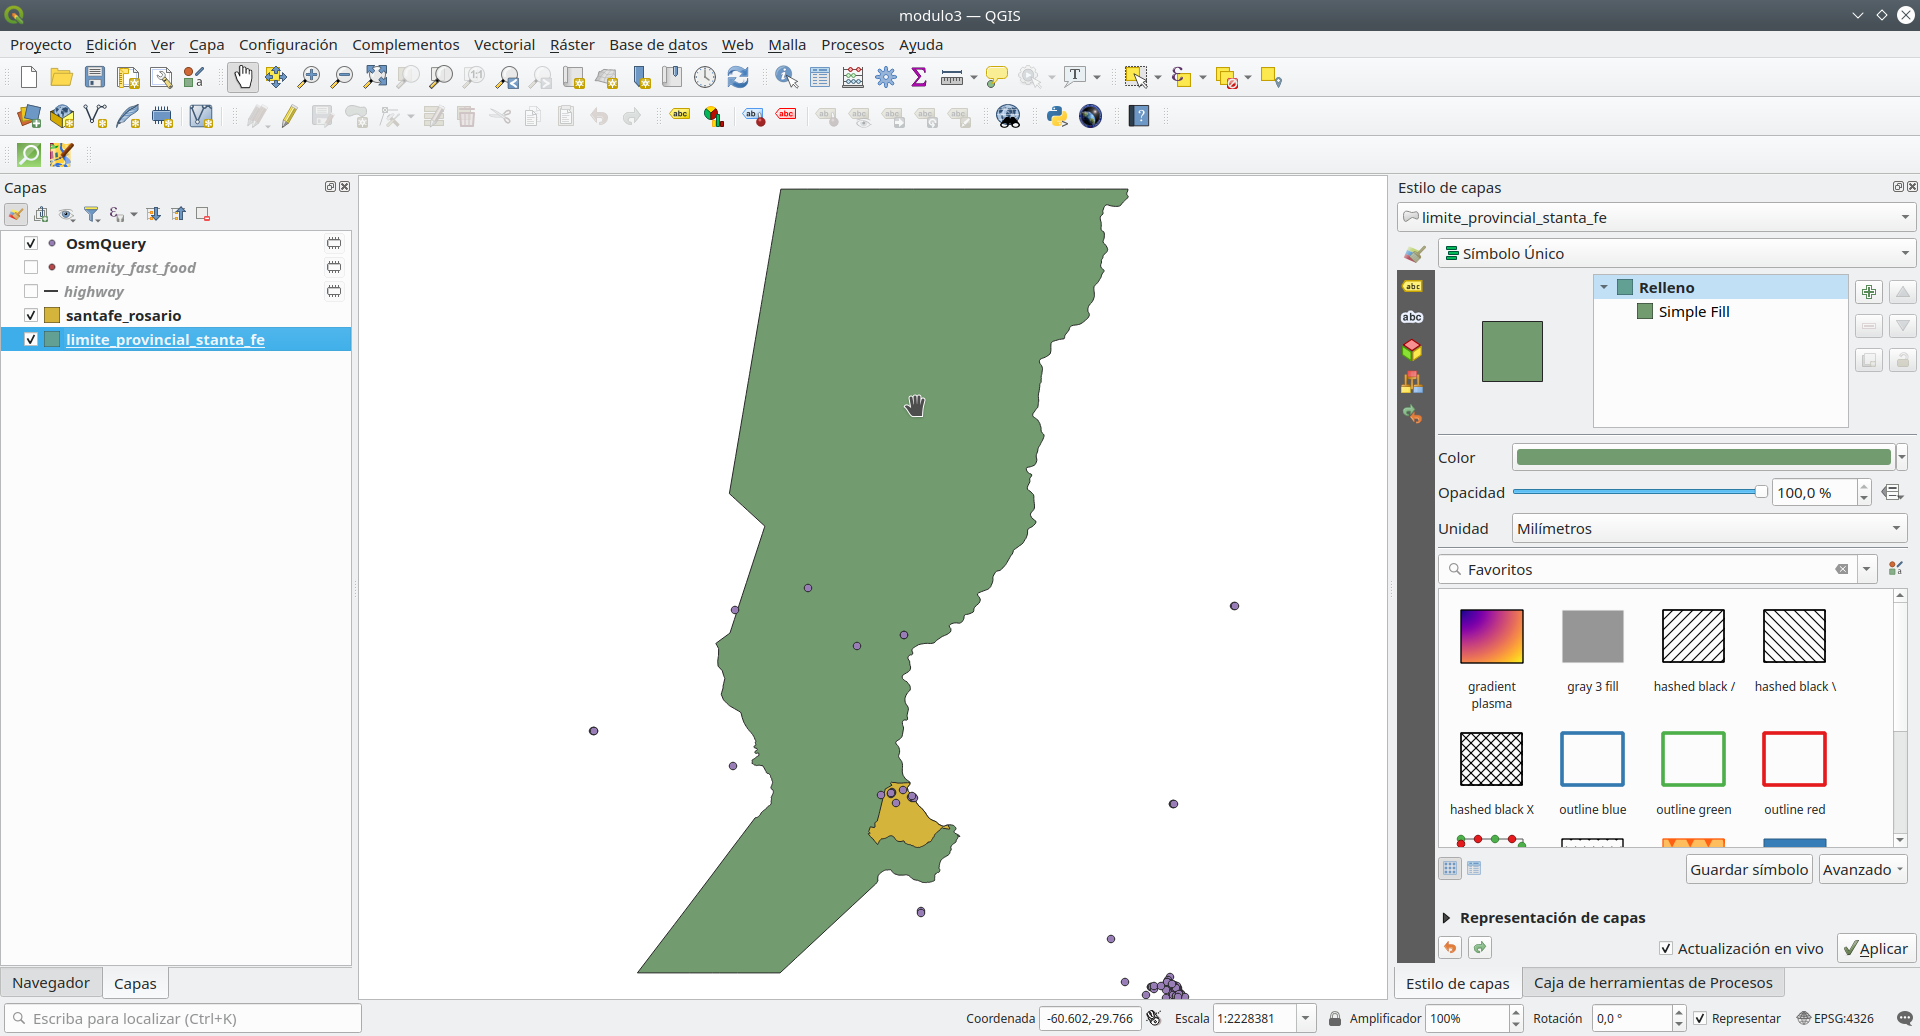 modulo3 — QGIS
Proyecto Edición Ver Capa Configuración Complementos Vectorial Ráster Base de datos Web Malla Procesos Ayuda
Capas
OsmQuery
amenity_fast_food
highway
santafe_rosario
limite_provincial_stanta_fe
Navegador
Capas
Estilo de capas
limite_provincial_stanta_fe
Símbolo Único
Relleno
Simple Fill
Color
Opacidad 100,0 %
Unidad Milímetros
Favoritos
gradient plasma
gray 3 fill
hashed black /
hashed black \
hashed black X
outline blue
outline green
outline red
Guardar símbolo
Avanzado
Representación de capas
Actualización en vivo
Aplicar
Estilo de capas
Caja de herramientas de Procesos
Escriba para localizar (Ctrl+K)
Coordenada -60.602,-29.766
Escala 1:2228381
Amplificador 100%
Rotación 0,0 °
Representar
EPSG:4326